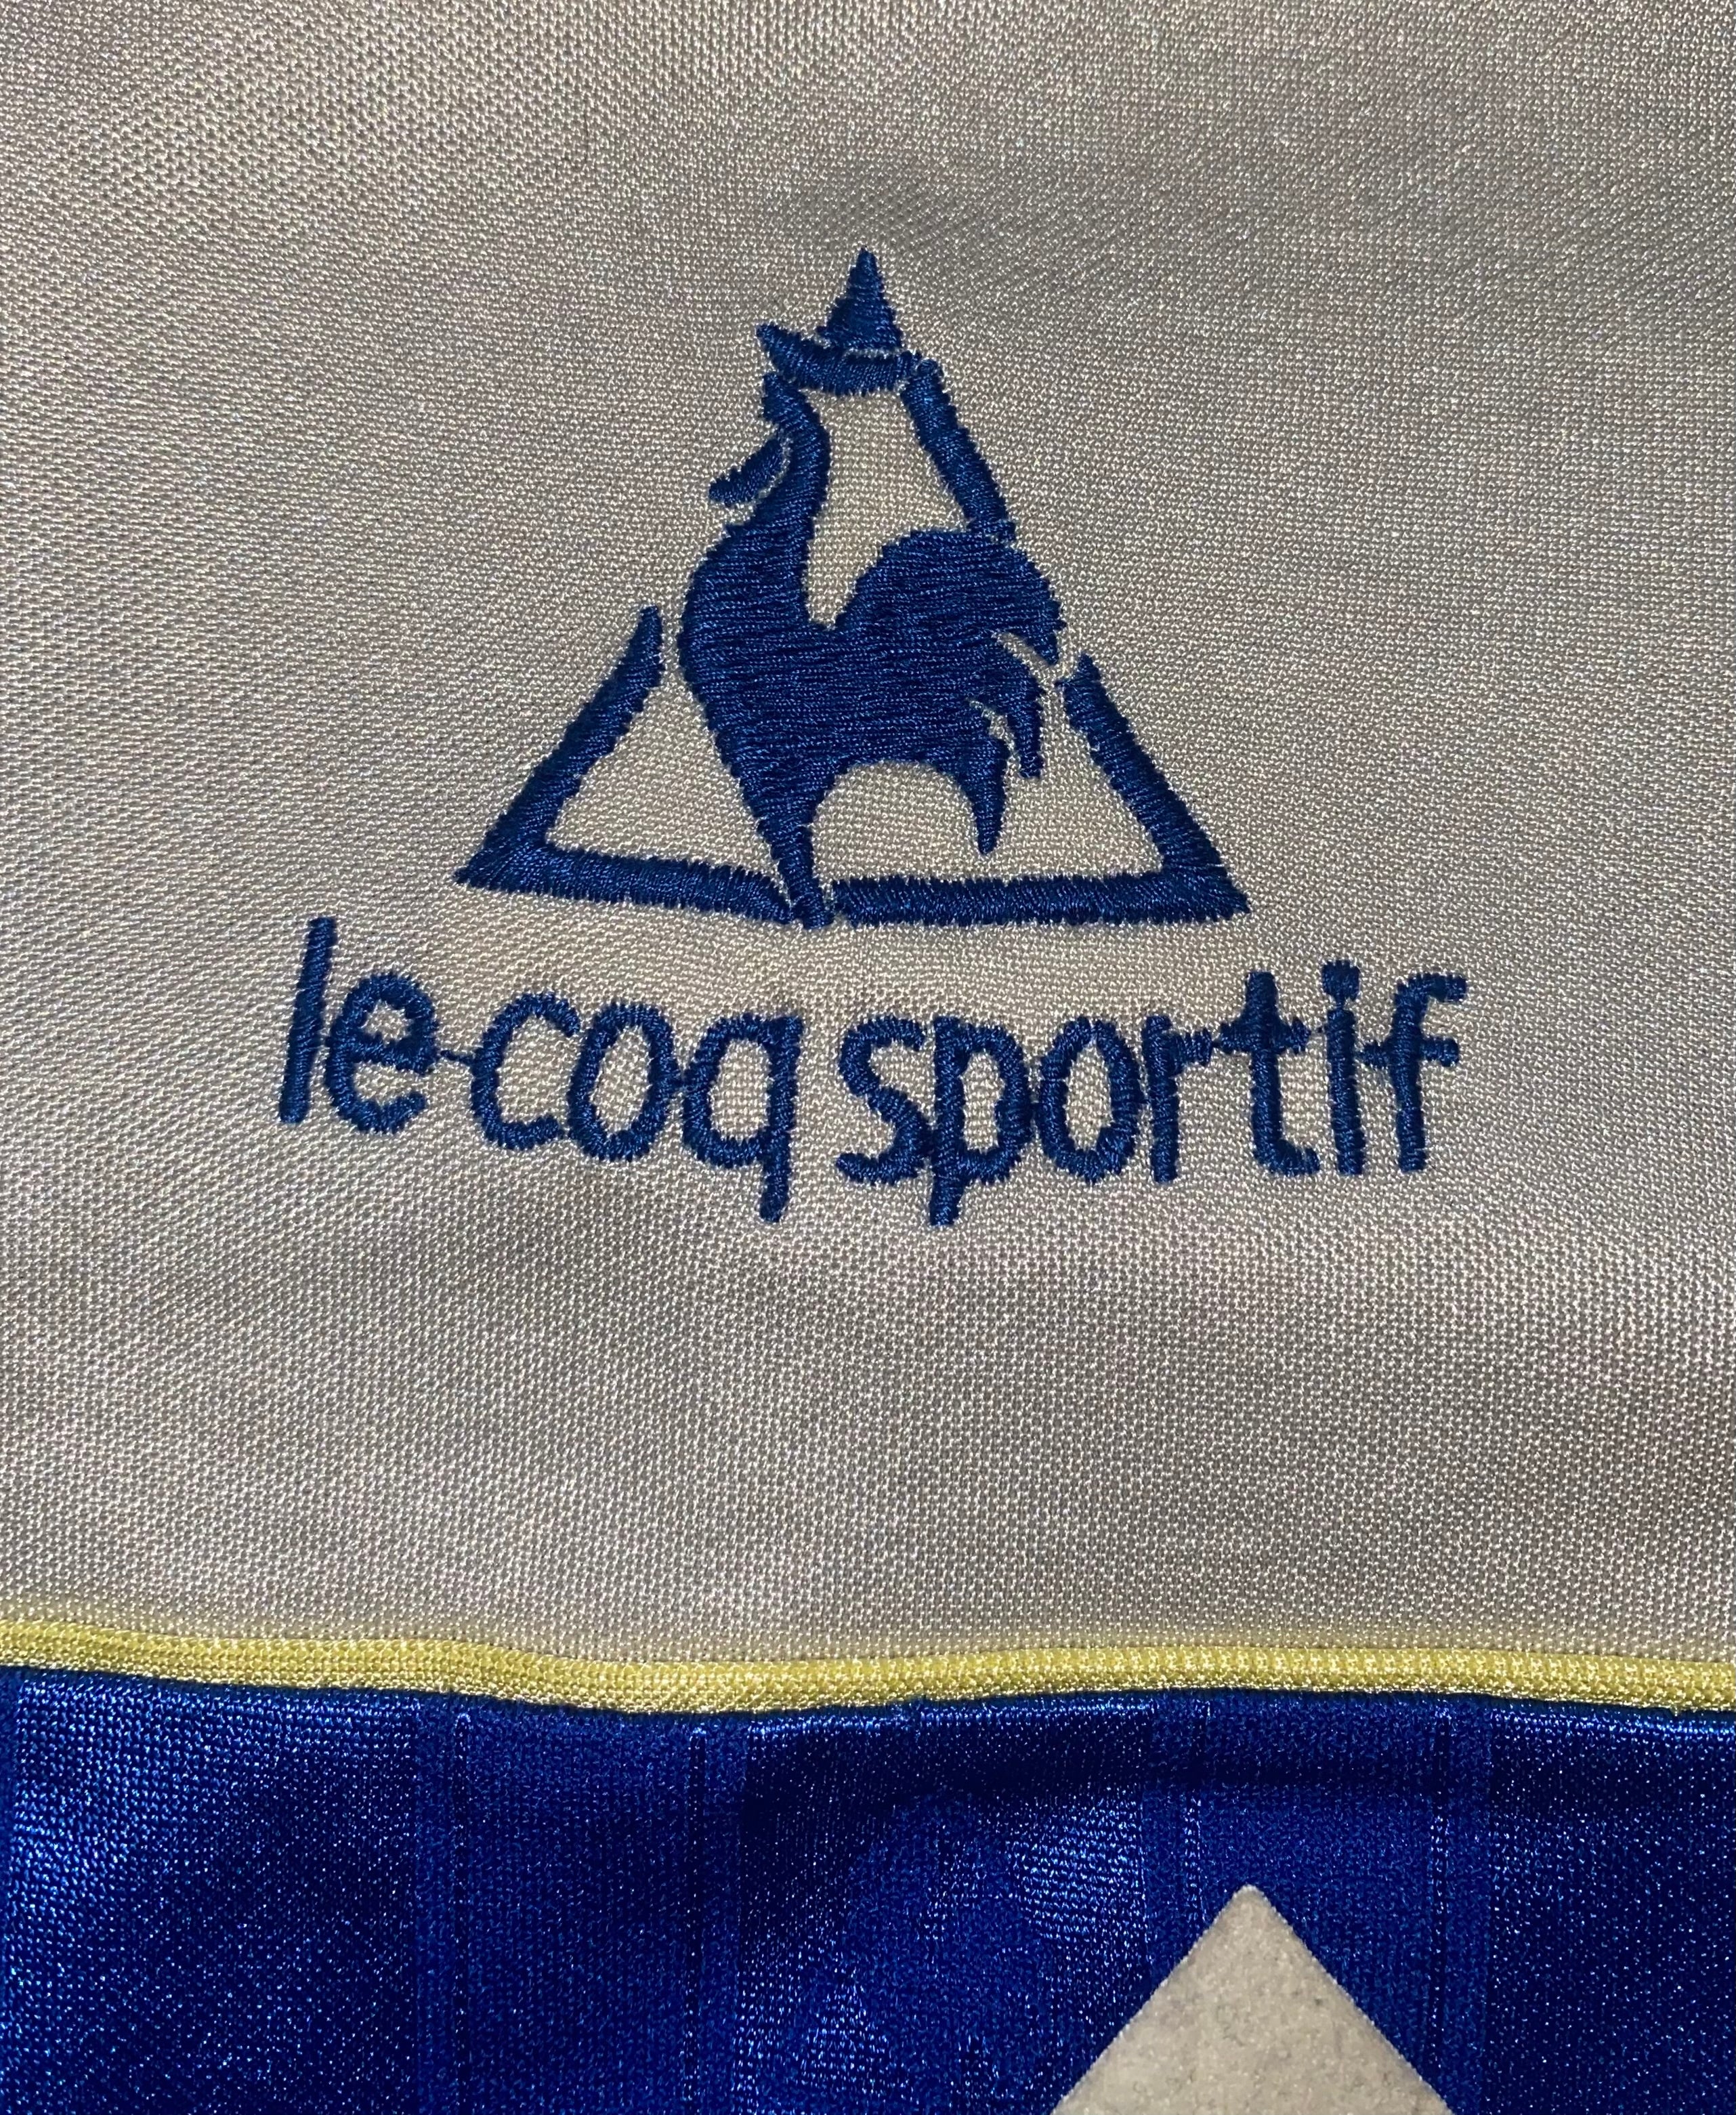 le coq sportif